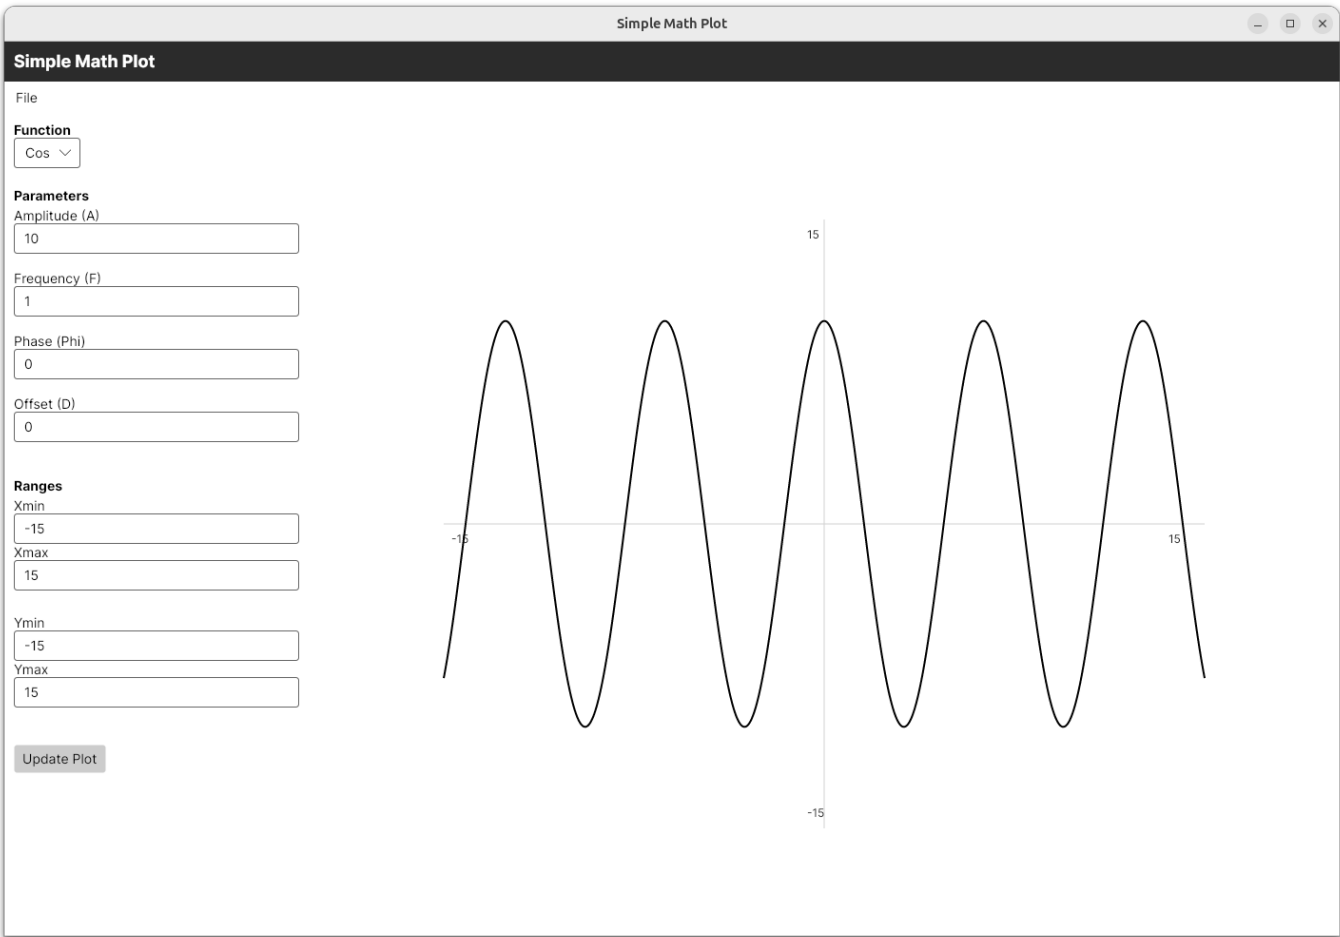 Simple Math Plot
Simple Math Plot
File
Function
Cos
Parameters
Amplitude (A)
10
Frequency (F)
1
Phase (Phi)
0
Offset (D)
0
Ranges
Xmin
-15
Xmax
15
Ymin
-15
Ymax
15
Update Plot
15
-15
15
-15